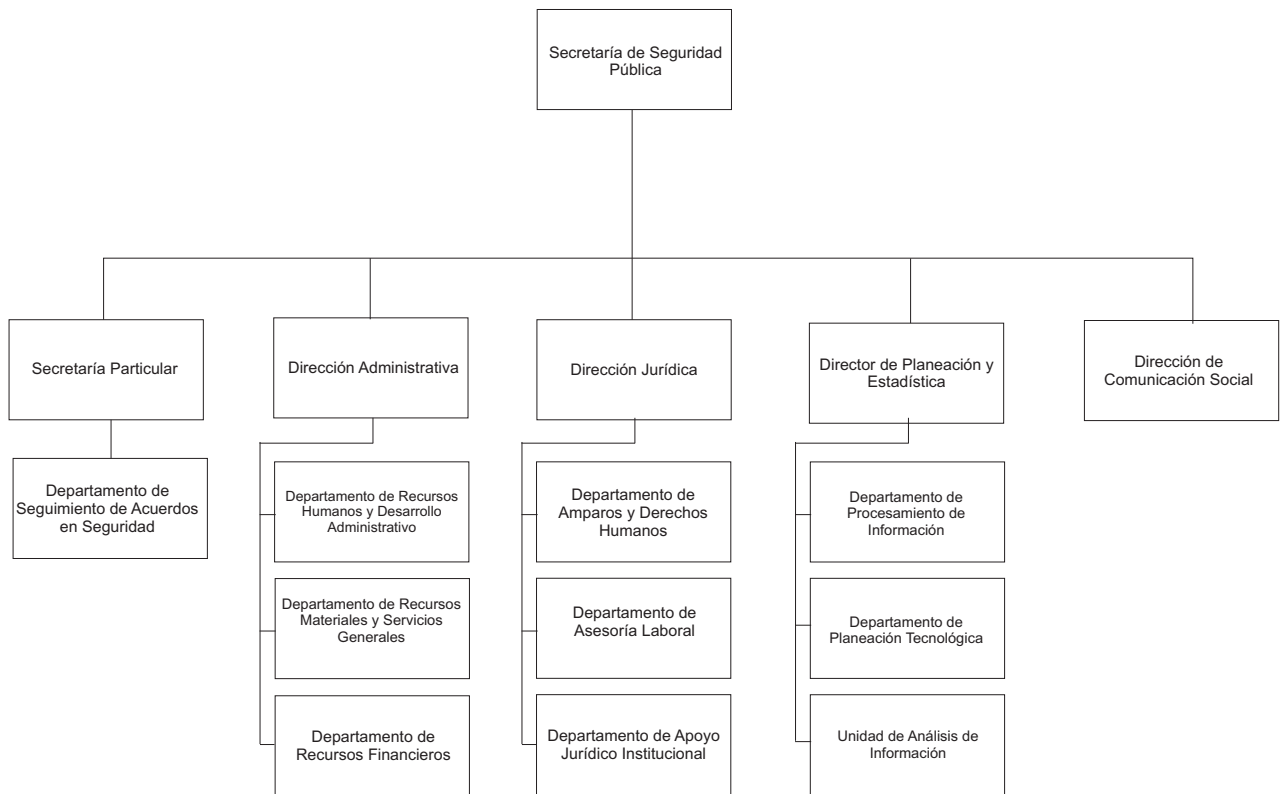 Secretaría de Seguridad
Pública
Secretaría Particular
Dirección Administrativa
Dirección Jurídica
Director de Planeación y
Estadística
Dirección de
Comunicación Social
Departamento de
Seguimiento de Acuerdos
en Seguridad
Departamento de Recursos
Humanos y Desarrollo
Administrativo
Departamento de
Amparos y Derechos
Humanos
Departamento de
Procesamiento de
Información
Departamento de Recursos
Materiales y Servicios
Generales
Departamento de
Asesoría Laboral
Departamento de
Planeación Tecnológica
Departamento de
Recursos Financieros
Departamento de Apoyo
Jurídico Institucional
Unidad de Análisis de
Información